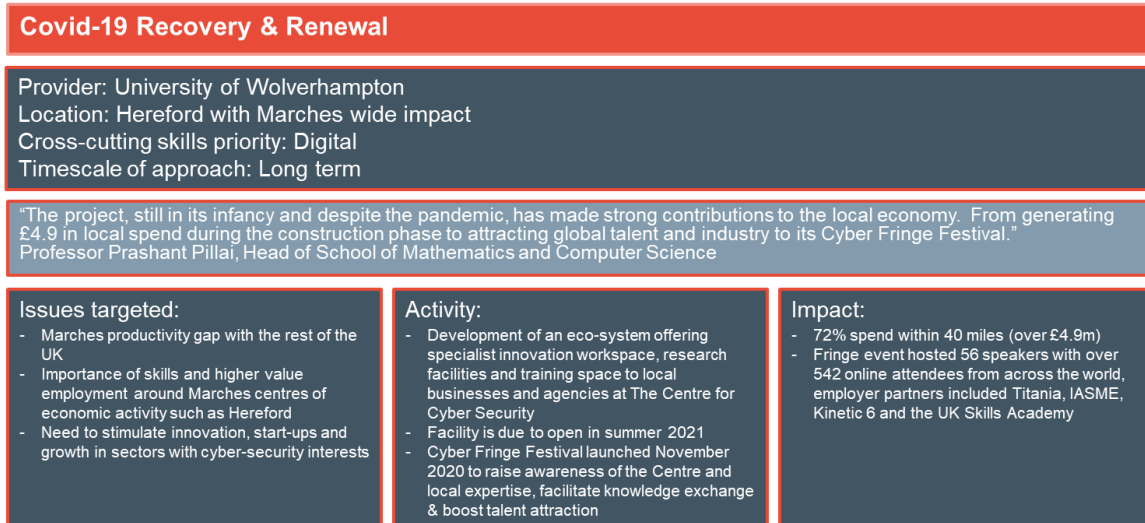 Covid-19 Recovery & Renewal
Provider: University of Wolverhampton
Location: Hereford with Marches wide impact
Cross-cutting skills priority: Digital
Timescale of approach: Long term
“The project, still in its infancy and despite the pandemic, has made strong contributions to the local economy.  From generating
£4.9 in local spend during the construction phase to attracting global talent and industry to its Cyber Fringe Festival.”
Professor Prashant Pillai, Head of School of Mathematics and Computer Science
Issues targeted:
- Marches productivity gap with the rest of the
UK
- Importance of skills and higher value
employment around Marches centres of
economic activity such as Hereford
- Need to stimulate innovation, start-ups and
growth in sectors with cyber-security interests
Activity:
- Development of an eco-system offering
specialist innovation workspace, research
facilities and training space to local
businesses and agencies at The Centre for
Cyber Security
- Facility is due to open in summer 2021
- Cyber Fringe Festival launched November
2020 to raise awareness of the Centre and
local expertise, facilitate knowledge exchange
& boost talent attraction
Impact:
- 72% spend within 40 miles (over £4.9m)
- Fringe event hosted 56 speakers with over
542 online attendees from across the world,
employer partners included Titania, IASME,
Kinetic 6 and the UK Skills Academy